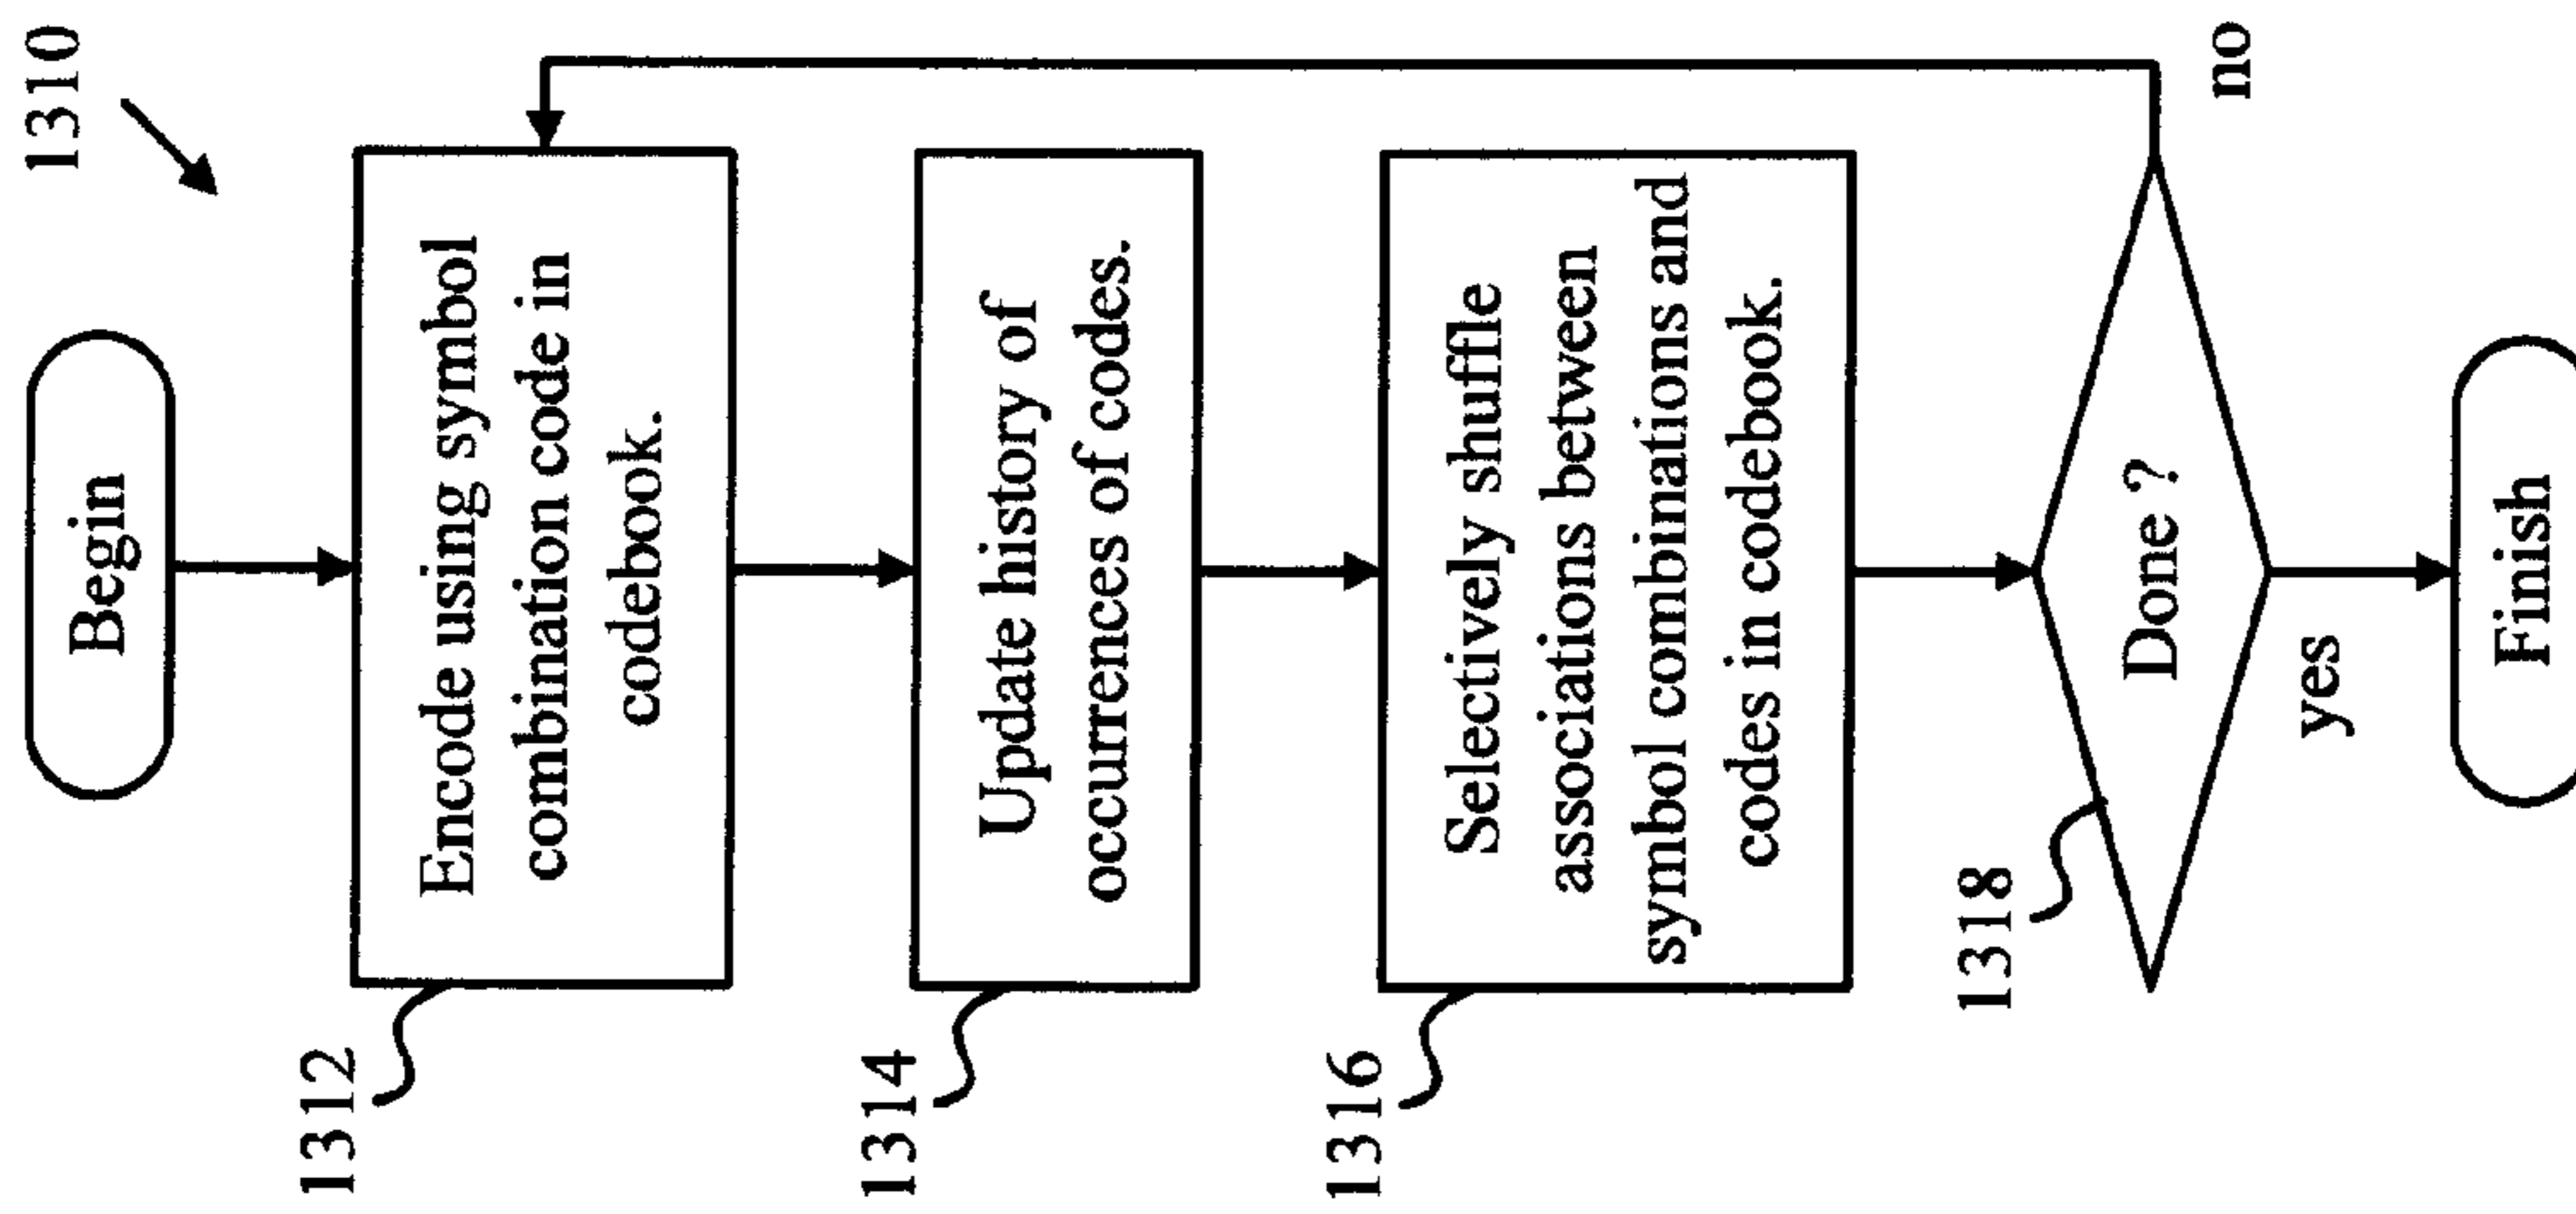 1310
Begin
1312
Encode using symbol
combination code in
codebook.
1314
Update history of
occurrences of codes.
1316
Selectively shuffle
associations between
symbol combinations and
codes in codebook.
1318
Done ?
no
yes
Finish